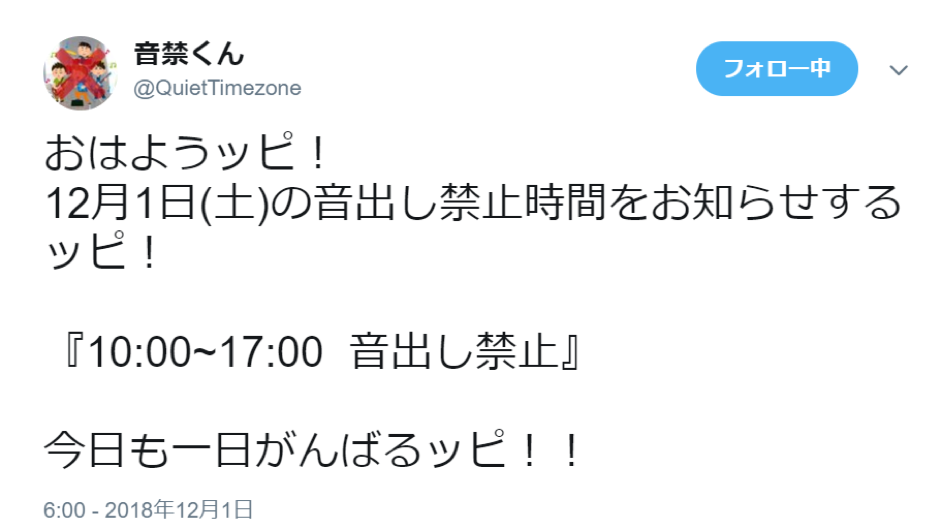 音禁くん
@QuietTimezone
フォロー中
おはようッピ！
12月1日(土)の音出し禁止時間をお知らせする
ッピ！
『10:00~17:00 音出し禁止』
今日も一日がんばるッピ！！
6:00 - 2018年12月1日